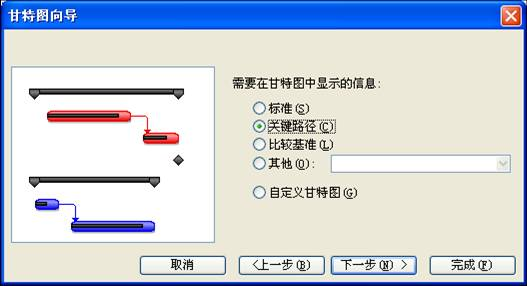 甘特图向导
需要在甘特图中显示的信息:
标准(S)
关键路径(C)
比较基准(L)
其他(O):
自定义甘特图(G)
取消 <上一步(B) 下一步(N) > 完成(F)